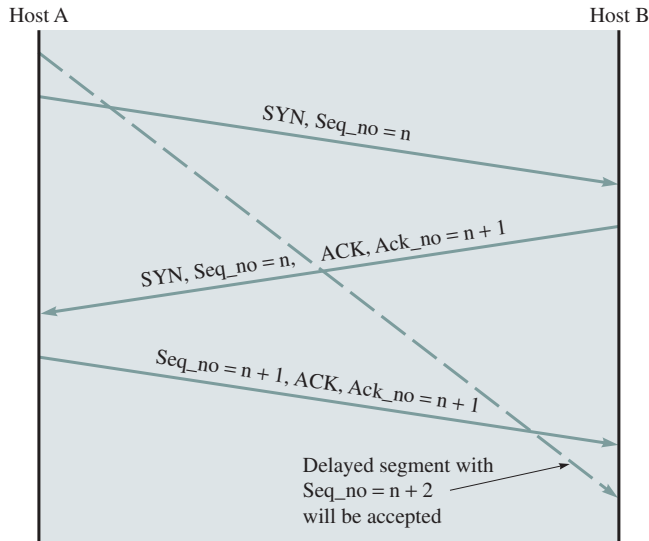 Host A
Host B
SYN, Seq_no = n
SYN, Seq_no = n, ACK, Ack_no = n + 1
Seq_no = n + 1, ACK, Ack_no = n + 1
Delayed segment with
Seq_no = n + 2
will be accepted